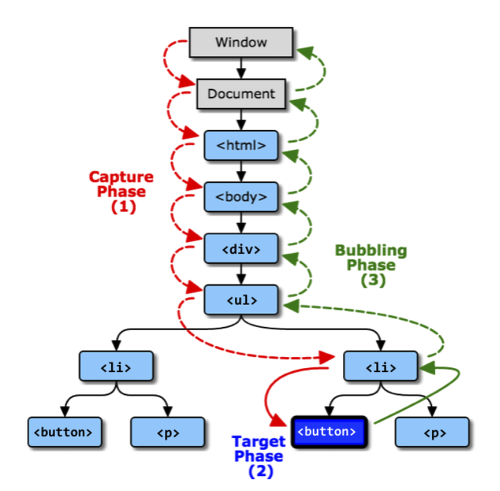 Window
Document
<html>
Capture
Phase
(1)
<body>
<div>
Bubbling
Phase
(3)
<ul>
<li>
<li>
<button>
<p>
<button>
<p>
Target
Phase
(2)